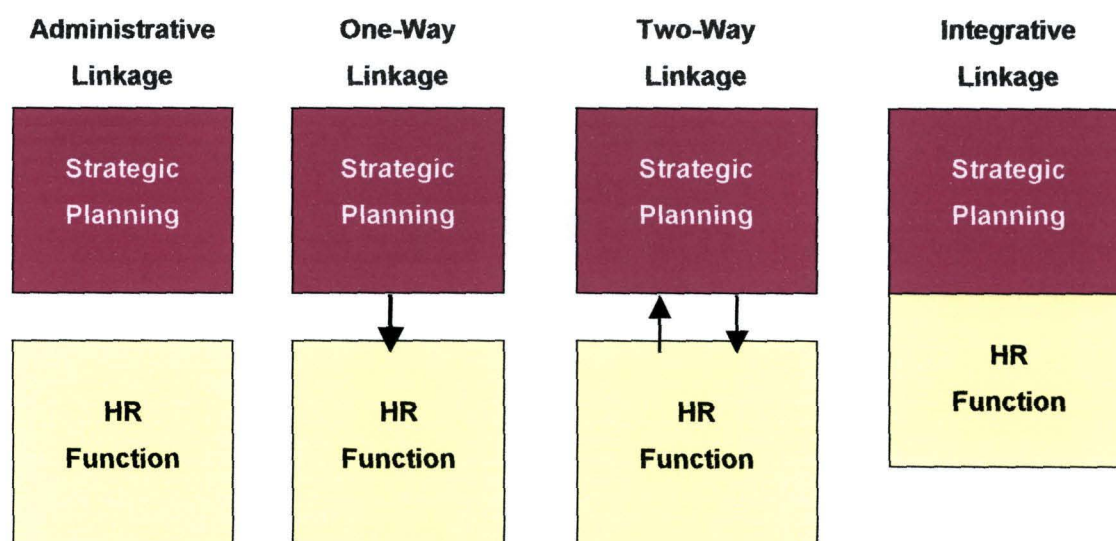 Administrative
Linkage
One-Way
Linkage
Two-Way
Linkage
Integrative
Linkage
Strategic
Planning
Strategic
Planning
Strategic
Planning
Strategic
Planning
HR
Function
HR
Function
HR
Function
HR
Function